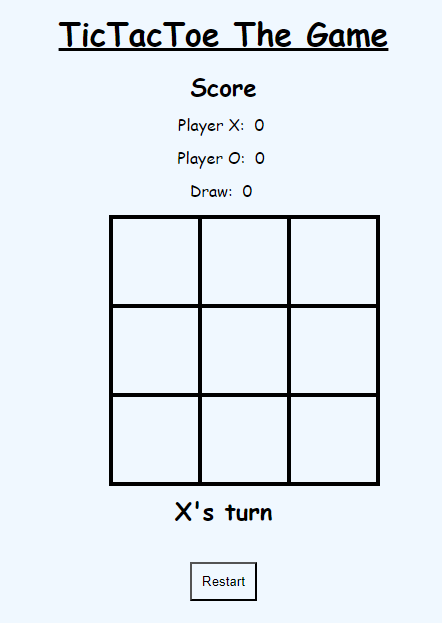 TicTacToe The Game
Score
Player X: 0
Player O: 0
Draw: 0
X's turn
Restart